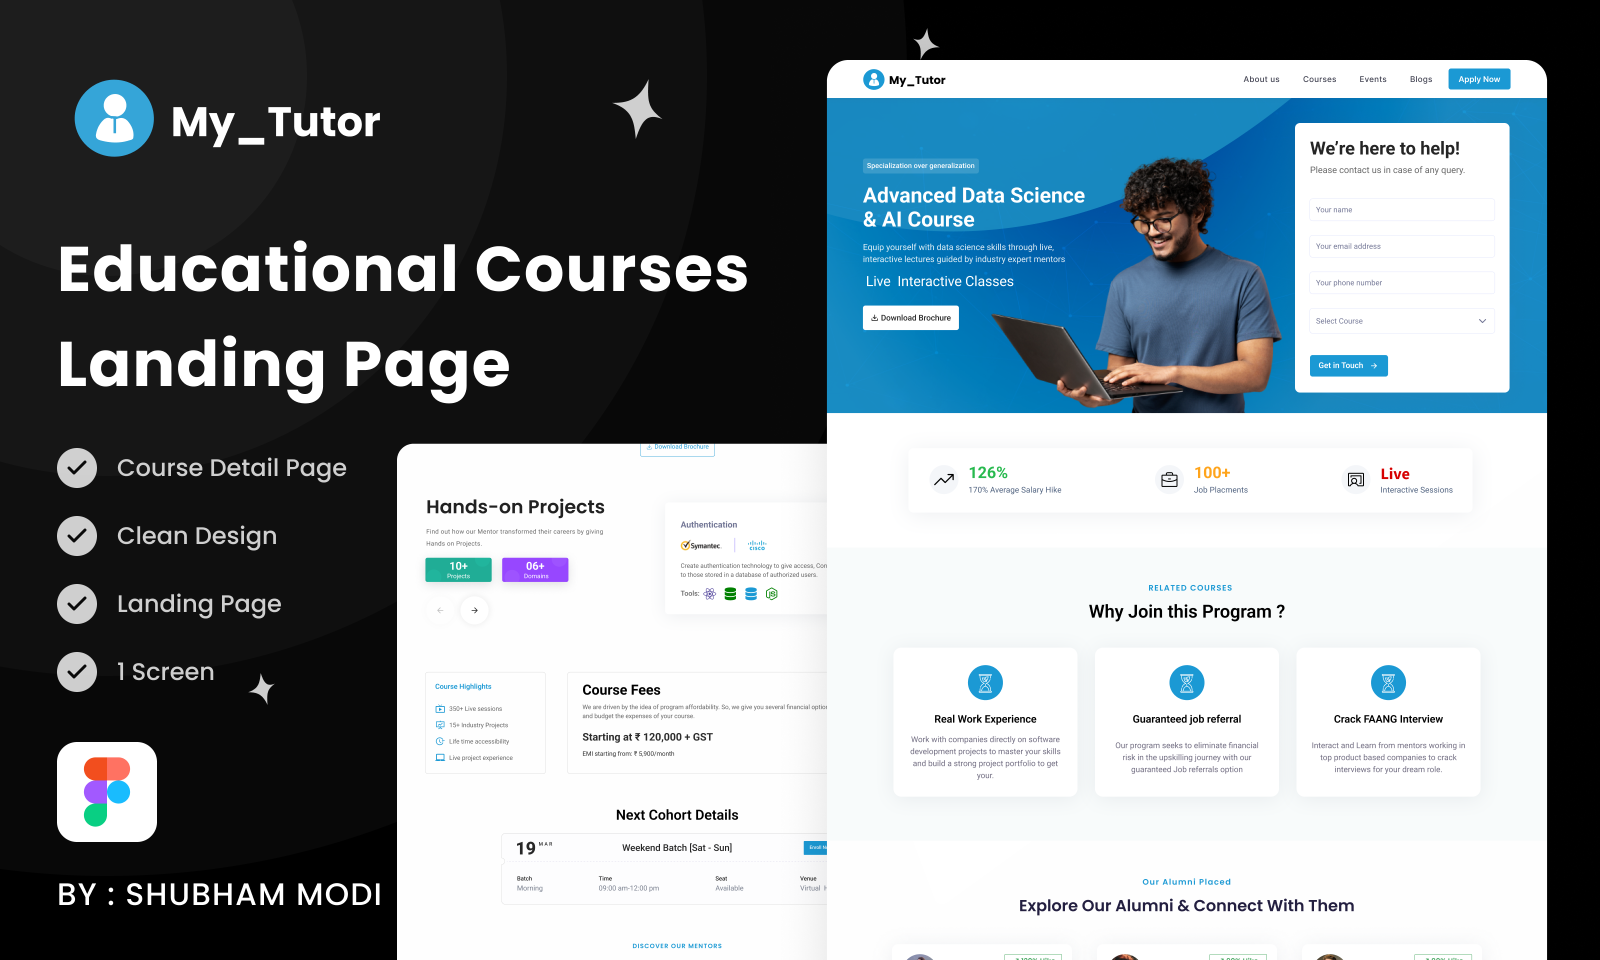 My_Tutor
Educational Courses
Landing Page
Course Detail Page
Clean Design
Landing Page
1 Screen
BY : SHUBHAM MODI
Download Brochure
Hands-on Projects
Find out how our Mentor transformed their careers by giving
Hands on Projects.
10+
Projects
06+
Domains
Authentication
Symantec.
CISCO
Create authentication technology to give access, Con
to those stored in a database of authorized users.
Tools:
Course Highlights
350+ Live sessions
15+ Industry Projects
Life time accessibility
Live project experience
Course Fees
We are driven by the idea of program affordability. So, we give you several financial optio
and budget the expenses of your course.
Starting at ₹ 120,000 + GST
EMI starting from: ₹ 5,900/month
Next Cohort Details
19 MAR
Weekend Batch [Sat - Sun]
Enroll
Batch
Morning
Time
09:00 am-12:00 pm
Seat
Available
Venue
Virtual
DISCOVER OUR MENTORS
My_Tutor
About us
Courses
Events
Blogs
Apply Now
Specialization over generalization
Advanced Data Science
& AI Course
Equip yourself with data science skills through live,
interactive lectures guided by industry expert mentors
Live Interactive Classes
Download Brochure
We're here to help!
Please contact us in case of any query.
Your name
Your email address
Your phone number
Select Course
Get in Touch
126%
170% Average Salary Hike
100+
Job Placments
Live
Interactive Sessions
RELATED COURSES
Why Join this Program ?
Real Work Experience
Work with companies directly on software
development projects to master your skills
and build a strong project portfolio to get
your.
Guaranteed job referral
Our program seeks to eliminate financial
risk in the upskilling journey with our
guaranteed Job referrals option
Crack FAANG Interview
Interact and Learn from mentors working in
top product based companies to crack
interviews for your dream role.
Our Alumni Placed
Explore Our Alumni & Connect With Them